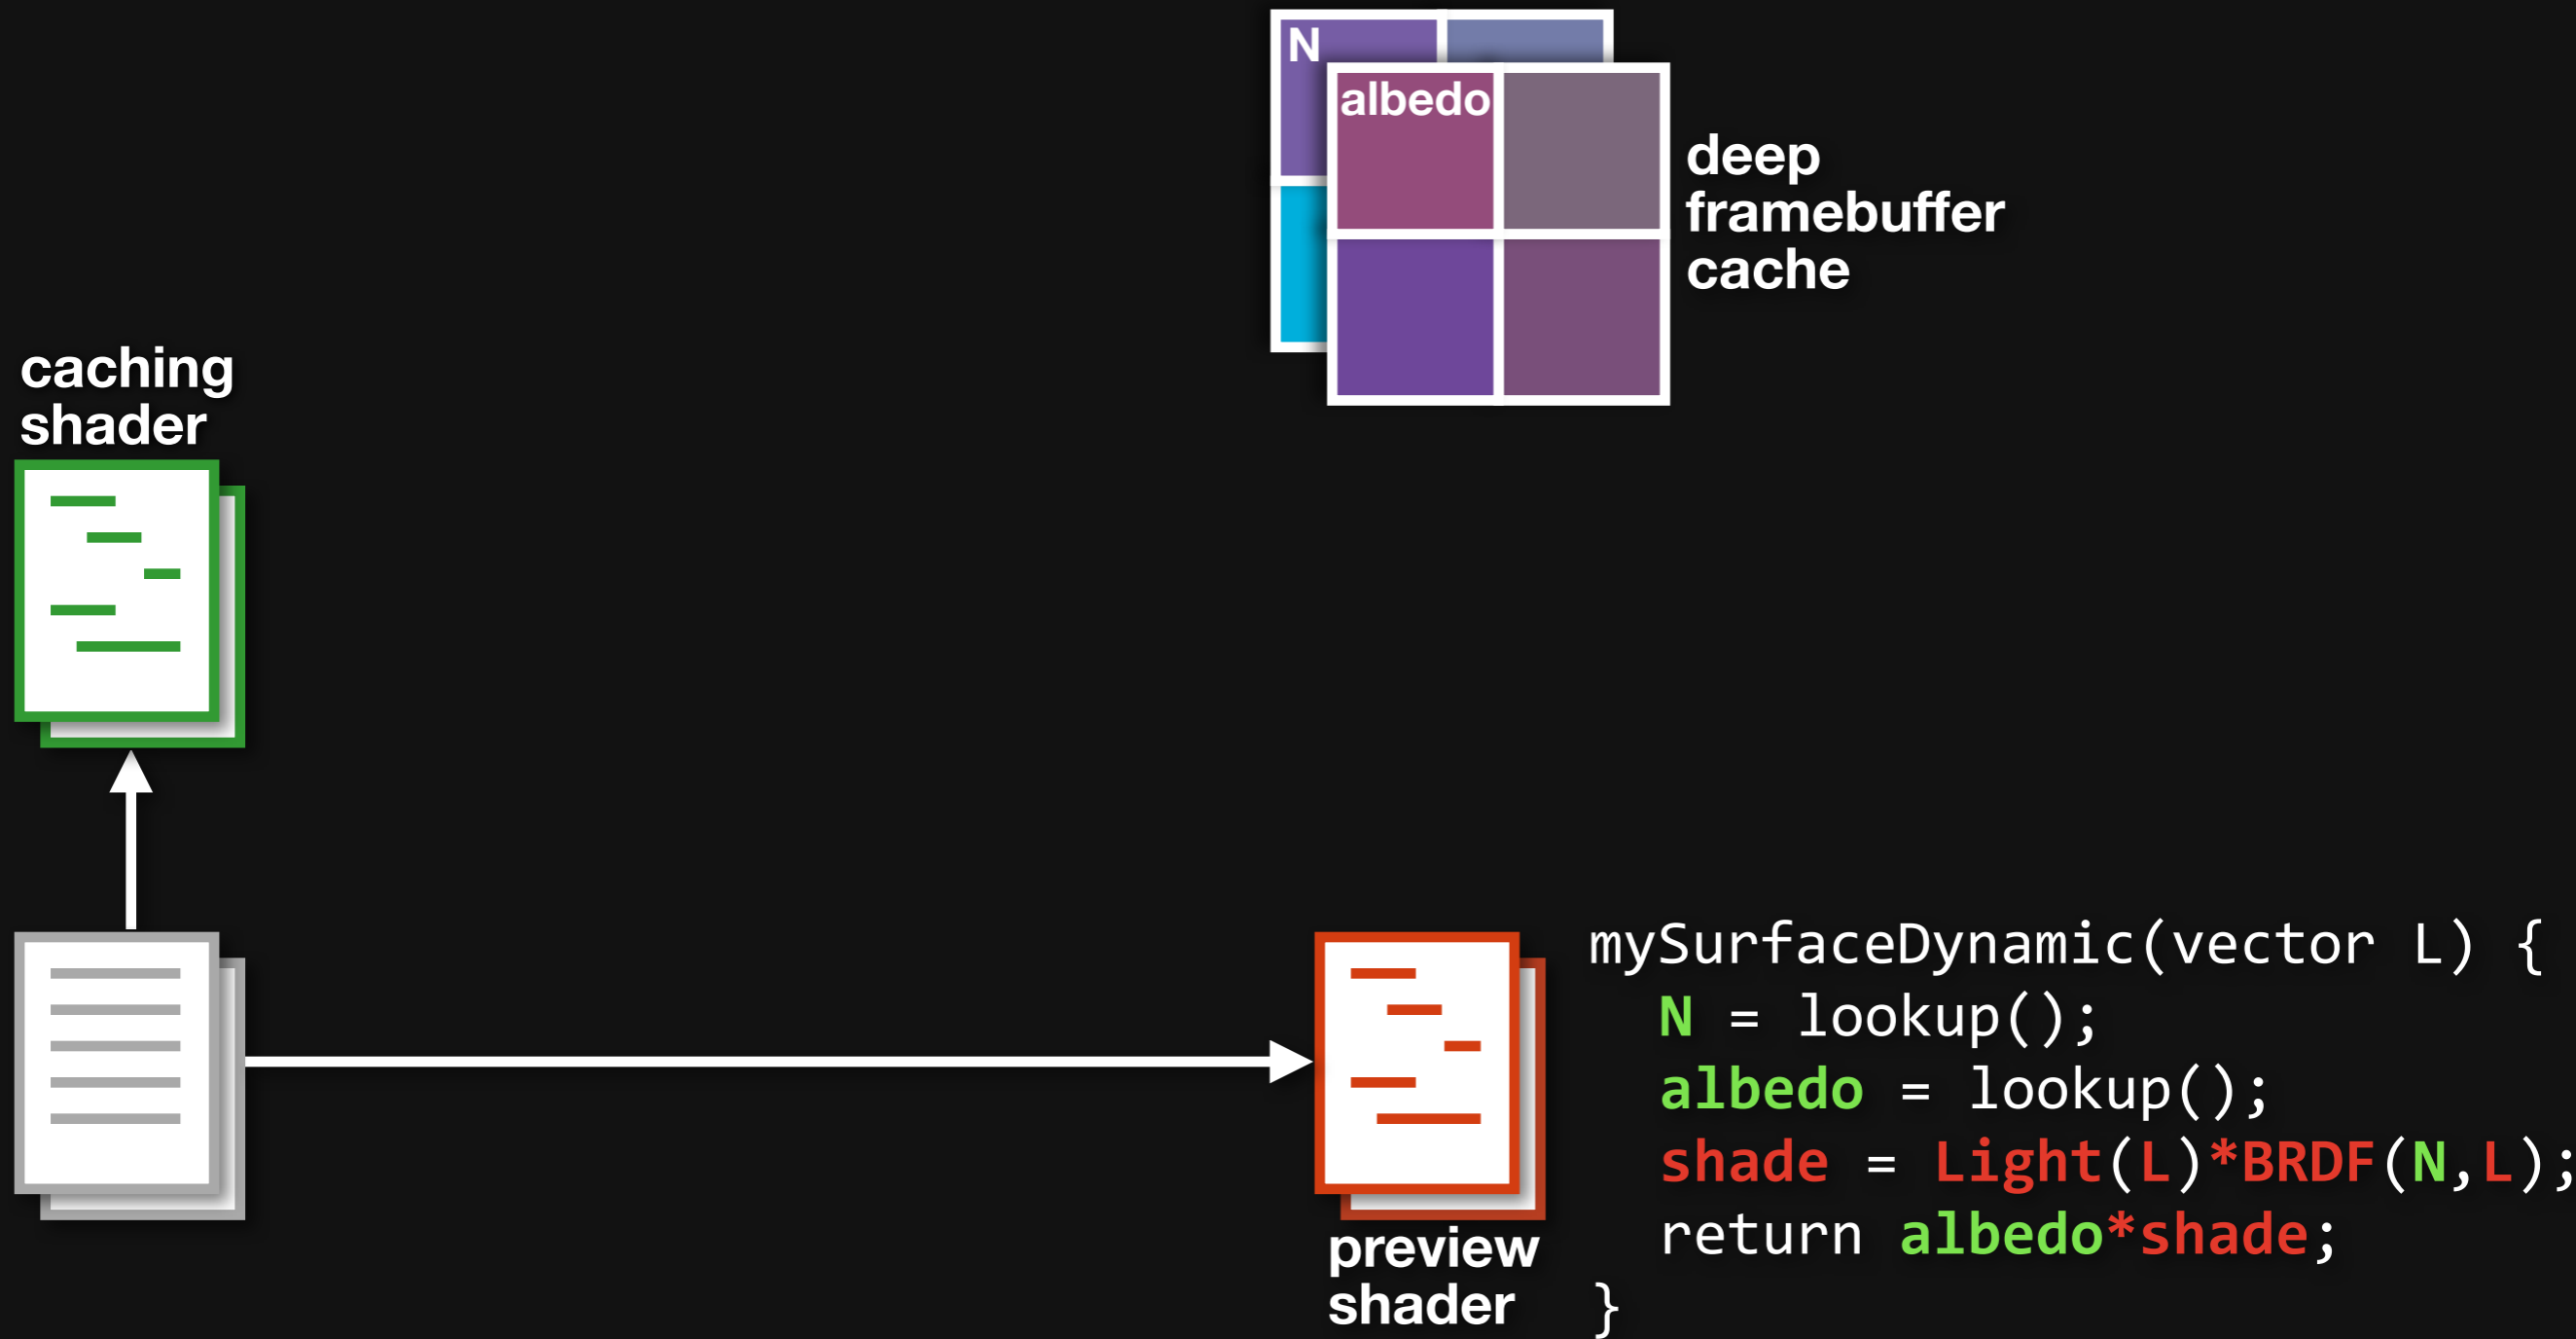 N
albedo
deep
framebuffer
cache
caching
shader
mySurfaceDynamic(vector L) {
N = lookup();
albedo = lookup();
shade = Light(L)*BRDF(N,L);
return albedo*shade;
}
preview
shader